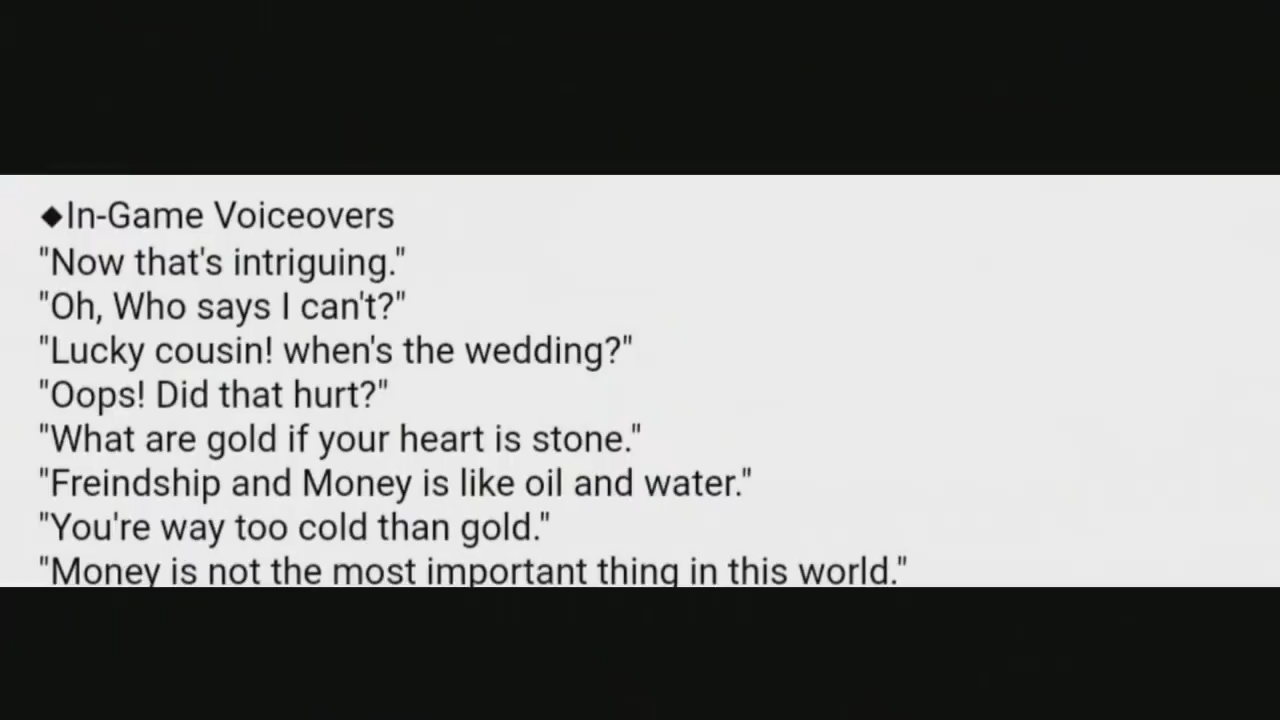 ◆In-Game Voiceovers
"Now that's intriguing."
"Oh, Who says I can't?"
"Lucky cousin! when's the wedding?"
"Oops! Did that hurt?"
"What are gold if your heart is stone."
"Freindship and Money is like oil and water."
"You're way too cold than gold."
"Money is not the most important thing in this world."